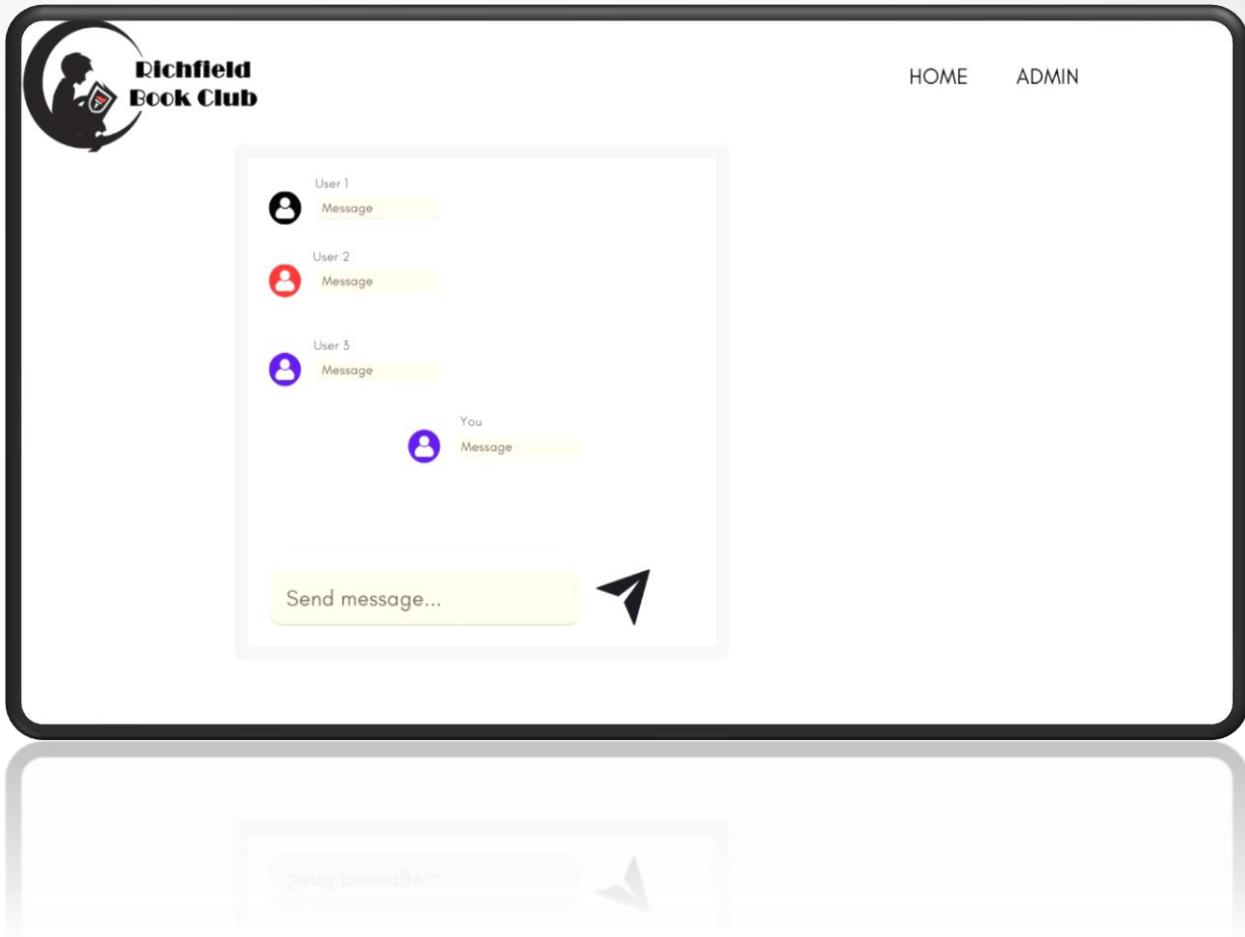 Richfield
Book Club
HOME ADMIN
User 1
Message
User 2
Message
User 3
Message
You
Message
Send message...